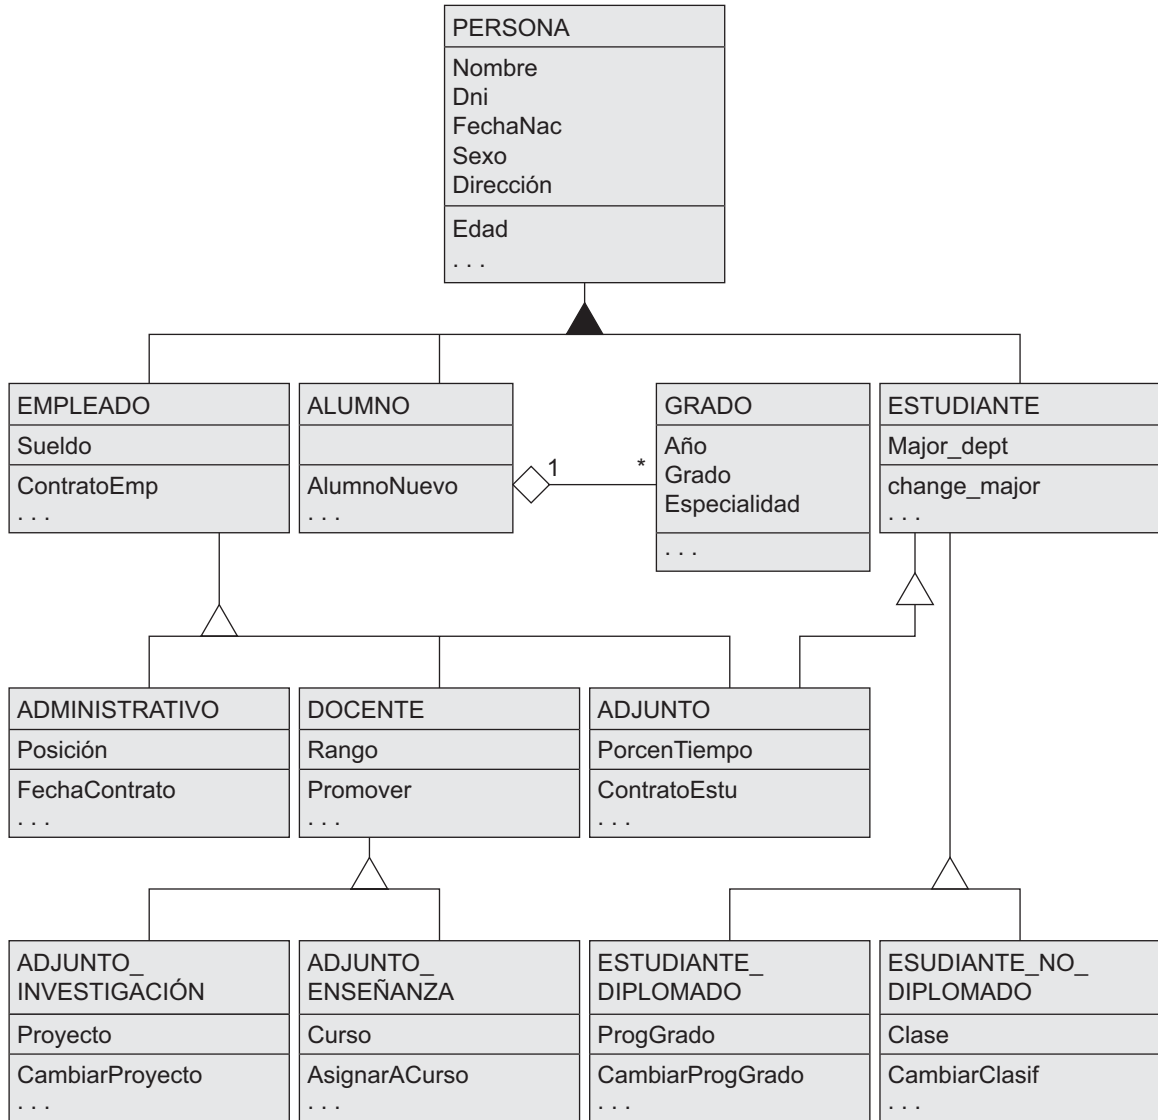 PERSONA
Nombre
Dni
FechaNac
Sexo
Dirección
Edad
. . .
EMPLEADO
Sueldo
ContratoEmp
. . .
ALUMNO
AlumnoNuevo
. . .
1
*
GRADO
Año
Grado
Especialidad
. . .
ESTUDIANTE
Major_dept
change_major
. . .
ADMINISTRATIVO
Posición
FechaContrato
. . .
DOCENTE
Rango
Promover
. . .
ADJUNTO
PorcenTiempo
ContratoEstu
. . .
ADJUNTO_
INVESTIGACIÓN
Proyecto
CambiarProyecto
. . .
ADJUNTO_
ENSEÑANZA
Curso
AsignarACurso
. . .
ESTUDIANTE_
DIPLOMADO
ProgGrado
CambiarProgGrado
. . .
ESUDIANTE_NO_
DIPLOMADO
Clase
CambiarClasif
. . .